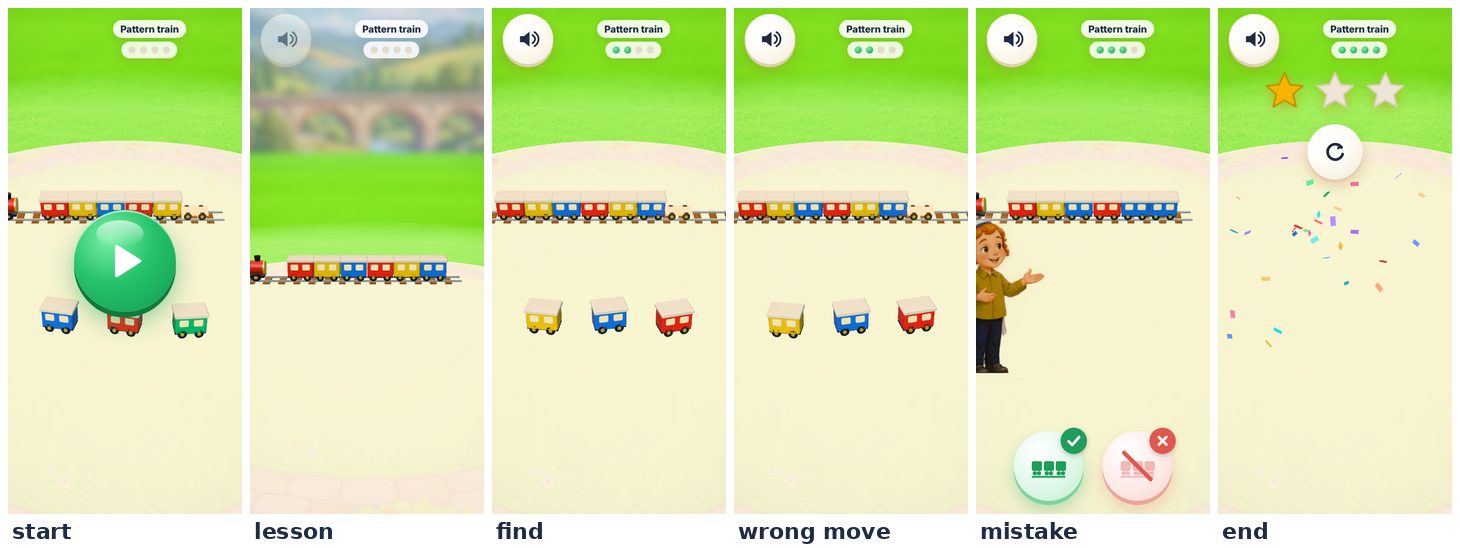 Pattern train
Pattern train
Pattern train
Pattern train
Pattern train
Pattern train
start
lesson
find
wrong move
mistake
end